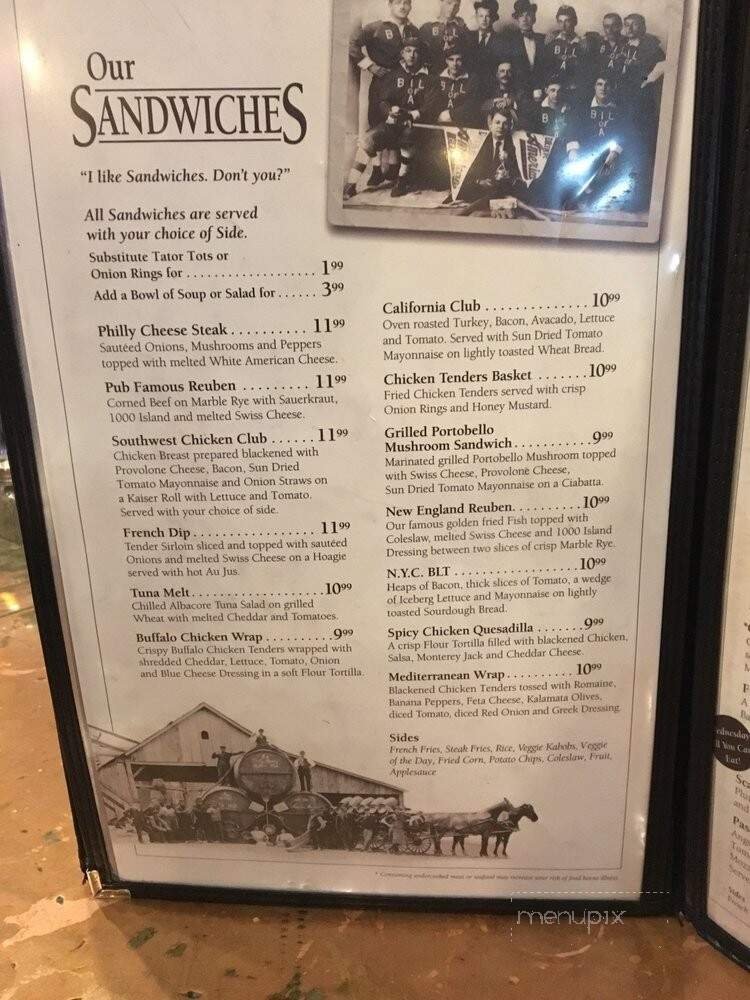 Our
SANDWICHES
"I like Sandwiches. Don't you?"
All Sandwiches are served
with your choice of Side.
Substitute Tator Tots or
Onion Rings for . . . . . . . . . . . . . . . . . . 1.99
Add a Bowl of Soup or Salad for . . . . . . 3.99
Philly Cheese Steak . . . . . . . . . . 11.99
Sautéed Onions, Mushrooms and Peppers
topped with melted White American Cheese.
Pub Famous Reuben . . . . . . . . . 11.99
Corned Beef on Marble Rye with Sauerkraut,
1000 Island and melted Swiss Cheese.
Southwest Chicken Club . . . . . . 11.99
Chicken Breast prepared blackened with
Provolone Cheese, Bacon, Sun Dried
Tomato Mayonnaise and Onion Straws on
a Kaiser Roll with Lettuce and Tomato.
Served with your choice of side.
French Dip . . . . . . . . . . . . . . . . . 11.99
Tender Sirloin sliced and topped with sautéed
Onions and melted Swiss Cheese on a Hoagie
served with hot Au Jus.
Tuna Melt . . . . . . . . . . . . . . . . . . 10.99
Chilled Albacore Tuna Salad on grilled
Wheat with melted Cheddar and Tomatoes.
Buffalo Chicken Wrap . . . . . . . . . . 9.99
Crispy Buffalo Chicken Tenders wrapped with
shredded Cheddar, Lettuce, Tomato, Onion
and Blue Cheese Dressing in a soft Flour Tortilla.
California Club . . . . . . . . . . . . . . 10.99
Oven roasted Turkey, Bacon, Avacado, Lettuce
and Tomato. Served with Sun Dried Tomato
Mayonnaise on lightly toasted Wheat Bread.
Chicken Tenders Basket . . . . . . . 10.99
Fried Chicken Tenders served with crisp
Onion Rings and Honey Mustard.
Grilled Portobello
Mushroom Sandwich . . . . . . . . . . . 9.99
Marinated grilled Portobello Mushroom topped
with Swiss Cheese, Provolone Cheese,
Sun Dried Tomato Mayonnaise on a Ciabatta.
New England Reuben. . . . . . . . . . 10.99
Our famous golden fried Fish topped with
Coleslaw, melted Swiss Cheese and 1000 Island
Dressing between two slices of crisp Marble Rye.
N.Y.C. BLT . . . . . . . . . . . . . . . . . . 10.99
Heaps of Bacon, thick slices of Tomato, a wedge
of Iceberg Lettuce and Mayonnaise on lightly
toasted Sourdough Bread.
Spicy Chicken Quesadilla . . . . . . . 9.99
A crisp Flour Tortilla filled with blackened Chicken,
Salsa, Monterey Jack and Cheddar Cheese.
Mediterranean Wrap . . . . . . . . . . 10.99
Blackened Chicken Tenders tossed with Romaine,
Banana Peppers, Feta Cheese, Kalamata Olives,
diced Tomato, diced Red Onion and Greek Dressing.
Sides
French Fries, Steak Fries, Rice, Veggie Kabobs, Veggie
of the Day, Fried Corn, Potato Chips, Coleslaw, Fruit,
Applesauce
* Consuming undercooked meat or seafood may increase your risk of food borne illness.
menupix